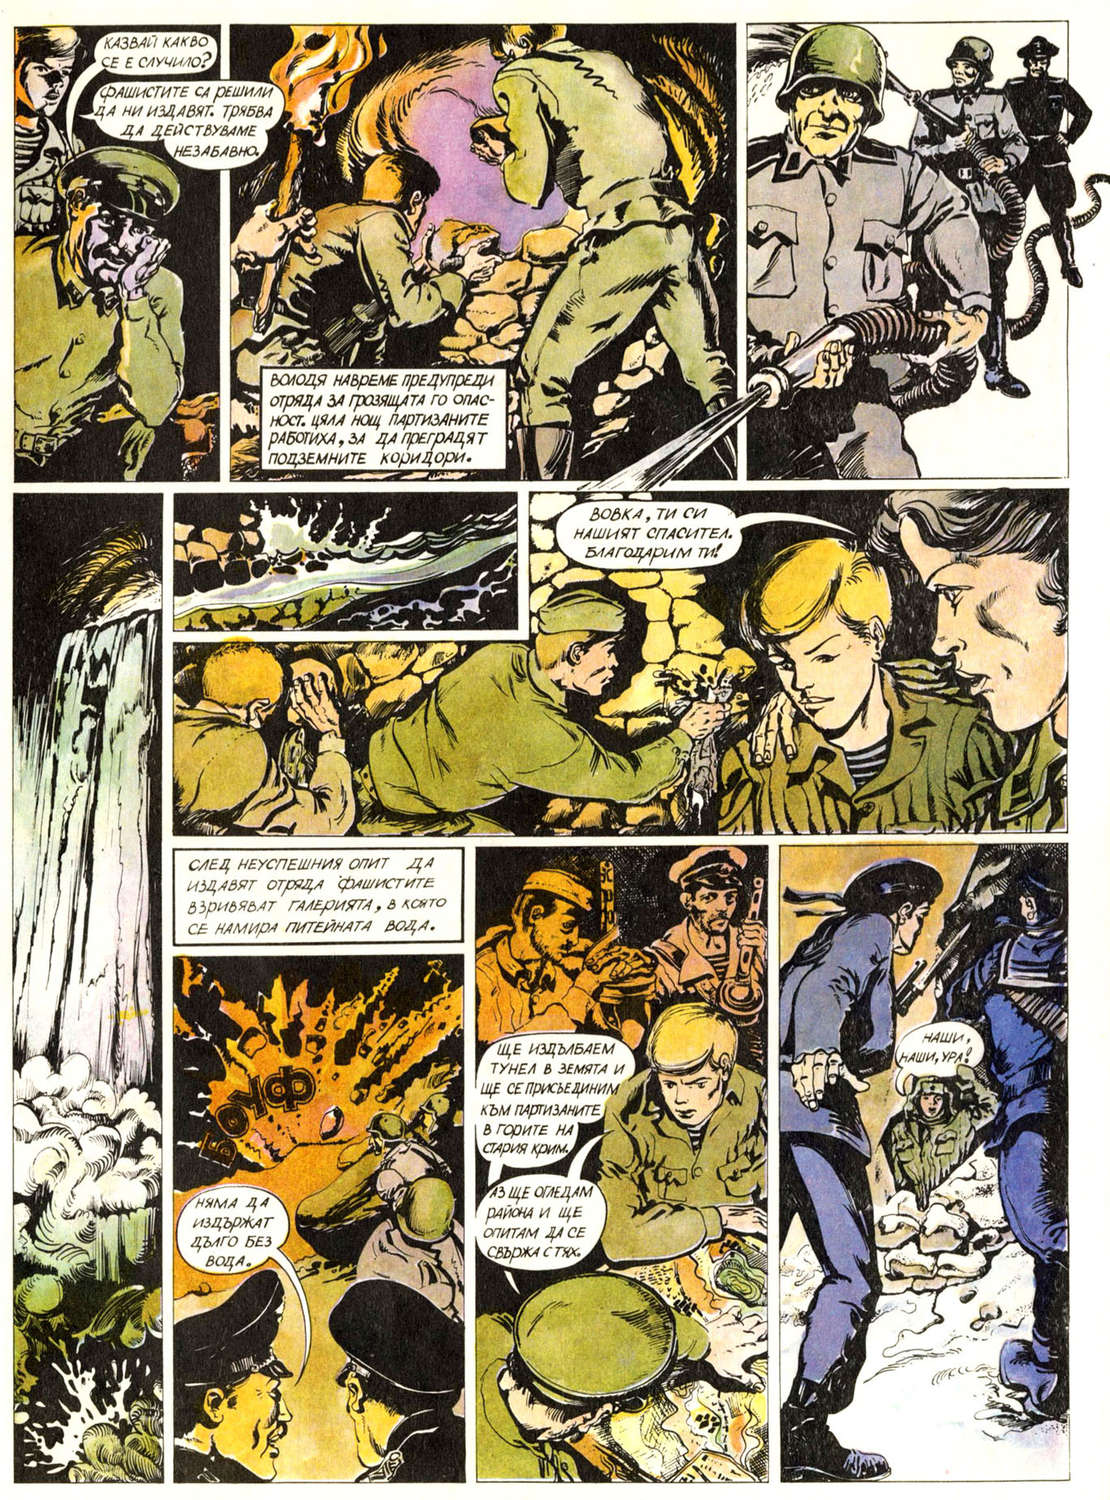 КАЗВАЙ КАКВО
СЕ Е СЛУЧИЛО?
ФАШИСТИТЕ СА РЕШИЛИ
ДА НИ ИЗДАВЯТ. ТРЯБВА
ДА ДЕЙСТВУВАМЕ
НЕЗАБАВНО.
ВОЛОДЯ НАВРЕМЕ ПРЕДУПРЕДИ
ОТРЯДА ЗА ГРОЗЯЩАТА ГО ОПАС-
НОСТ. ЦЯЛА НОЩ ПАРТИЗАНИТЕ
РАБОТИХА, ЗА ДА ПРЕГРАДЯТ
ПОДЗЕМНИТЕ КОРИДОРИ.
ВОВКА, ТИ СИ
НАШИЯТ СПАСИТЕЛ.
БЛАГОДАРИМ ТИ!
СЛЕД НЕУСПЕШНИЯ ОПИТ ДА
ИЗДАВЯТ ОТРЯДА ФАШИСТИТЕ
ВЗРИВЯВАТ ГАЛЕРИЯТА, В КОЯТО
СЕ НАМИРА ПИТЕЙНАТА ВОДА.
БОУФ
НЯМА ДА
ИЗДЪРЖАТ
ДЪЛГО БЕЗ
ВОДА.
ЩЕ ИЗДЪЛБАЕМ
ТУНЕЛ В ЗЕМЯТА И
ЩЕ СЕ ПРИСЪЕДИНИМ
КЪМ ПАРТИЗАНИТЕ
В ГОРИТЕ НА
СТАРИЯ КРИМ.
АЗ ЩЕ ОГЛЕДАМ
РАЙОНА И ЩЕ
ОПИТАМ ДА СЕ
СВЪРЖА С ТЯХ.
НАШИ,
НАШИ, УРА!